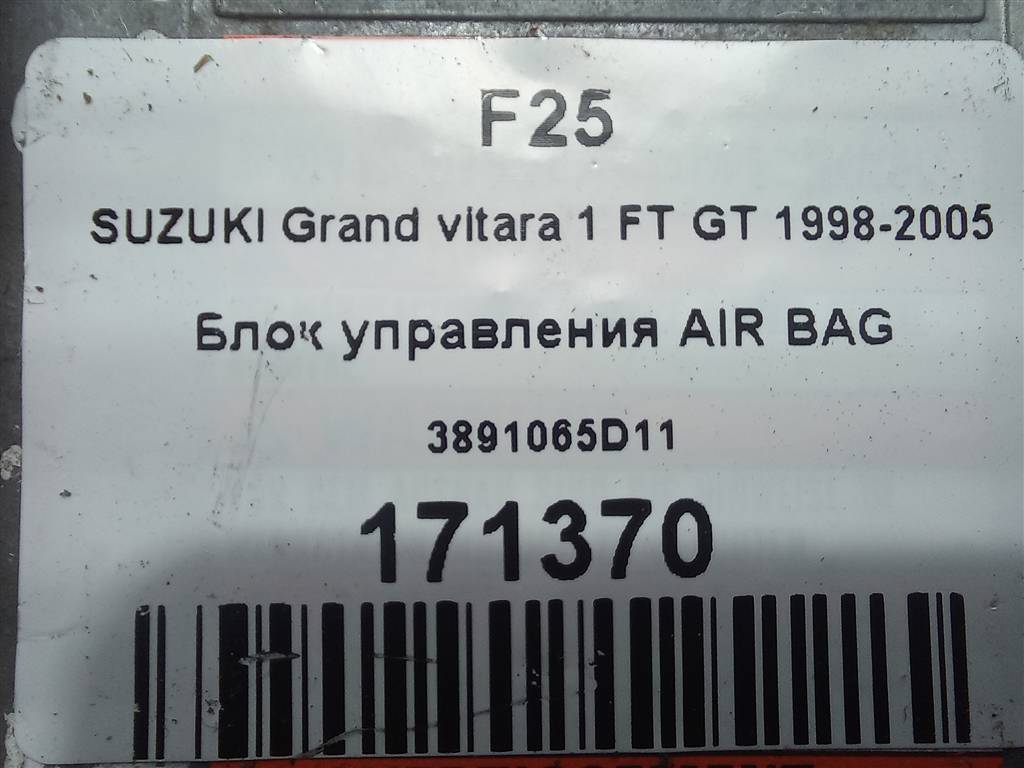 F25
SUZUKI Grand vitara 1 FT GT 1998-2005
Блок управления AIR BAG
3891065D11
171370